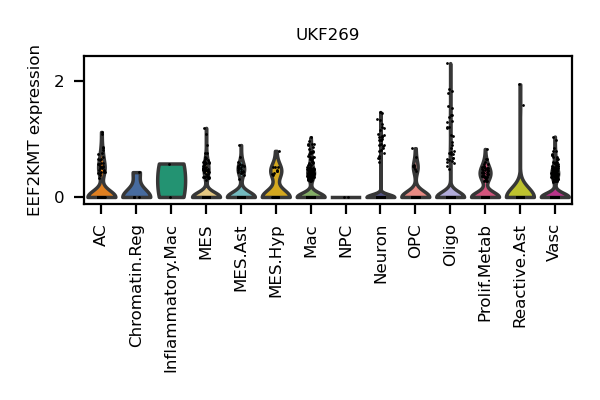 UKF269
EEF2KMT expression
2
0
AC
Chromatin.Reg
Inflammatory.Mac
MES
MES.Ast
MES.Hyp
Mac
NPC
Neuron
OPC
Oligo
Prolif.Metab
Reactive.Ast
Vasc